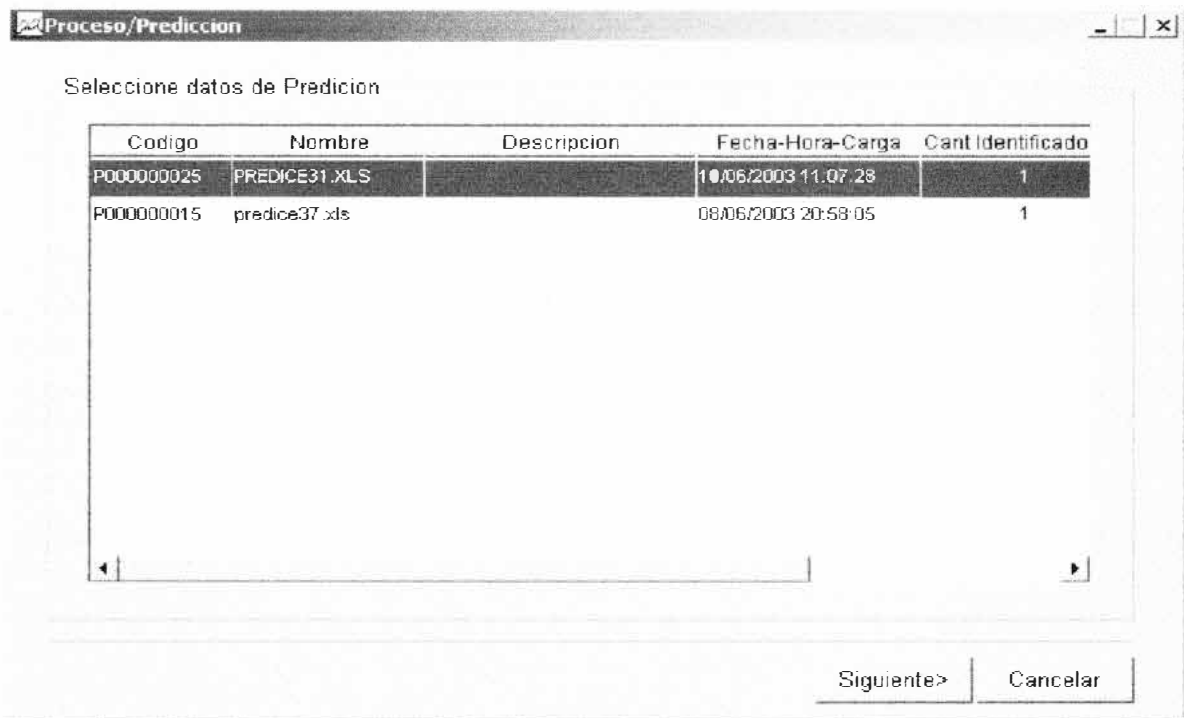 Proceso/Prediccion
Seleccione datos de Predicion
Codigo Nombre Descripcion Fecha-Hora-Carga Cant Identificado
P000000025 PREDICE31.XLS 10/06/2003 11:07:28 1
P000000015 predice37.xls 08/06/2003 20:58:05 1
Siguiente> Cancelar